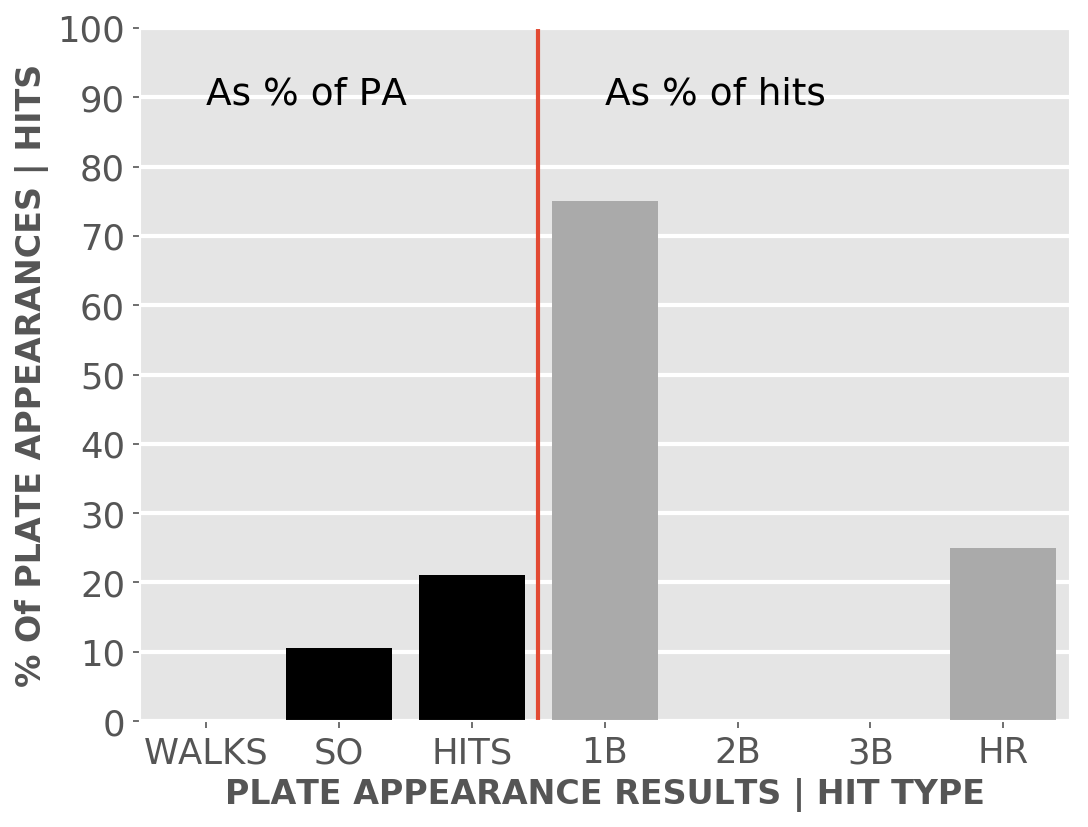 100
90
80
70
60
50
40
30
20
10
0
% Of PLATE APPEARANCES | HITS
As % of PA
As % of hits
WALKS SO HITS 1B 2B 3B HR
PLATE APPEARANCE RESULTS | HIT TYPE